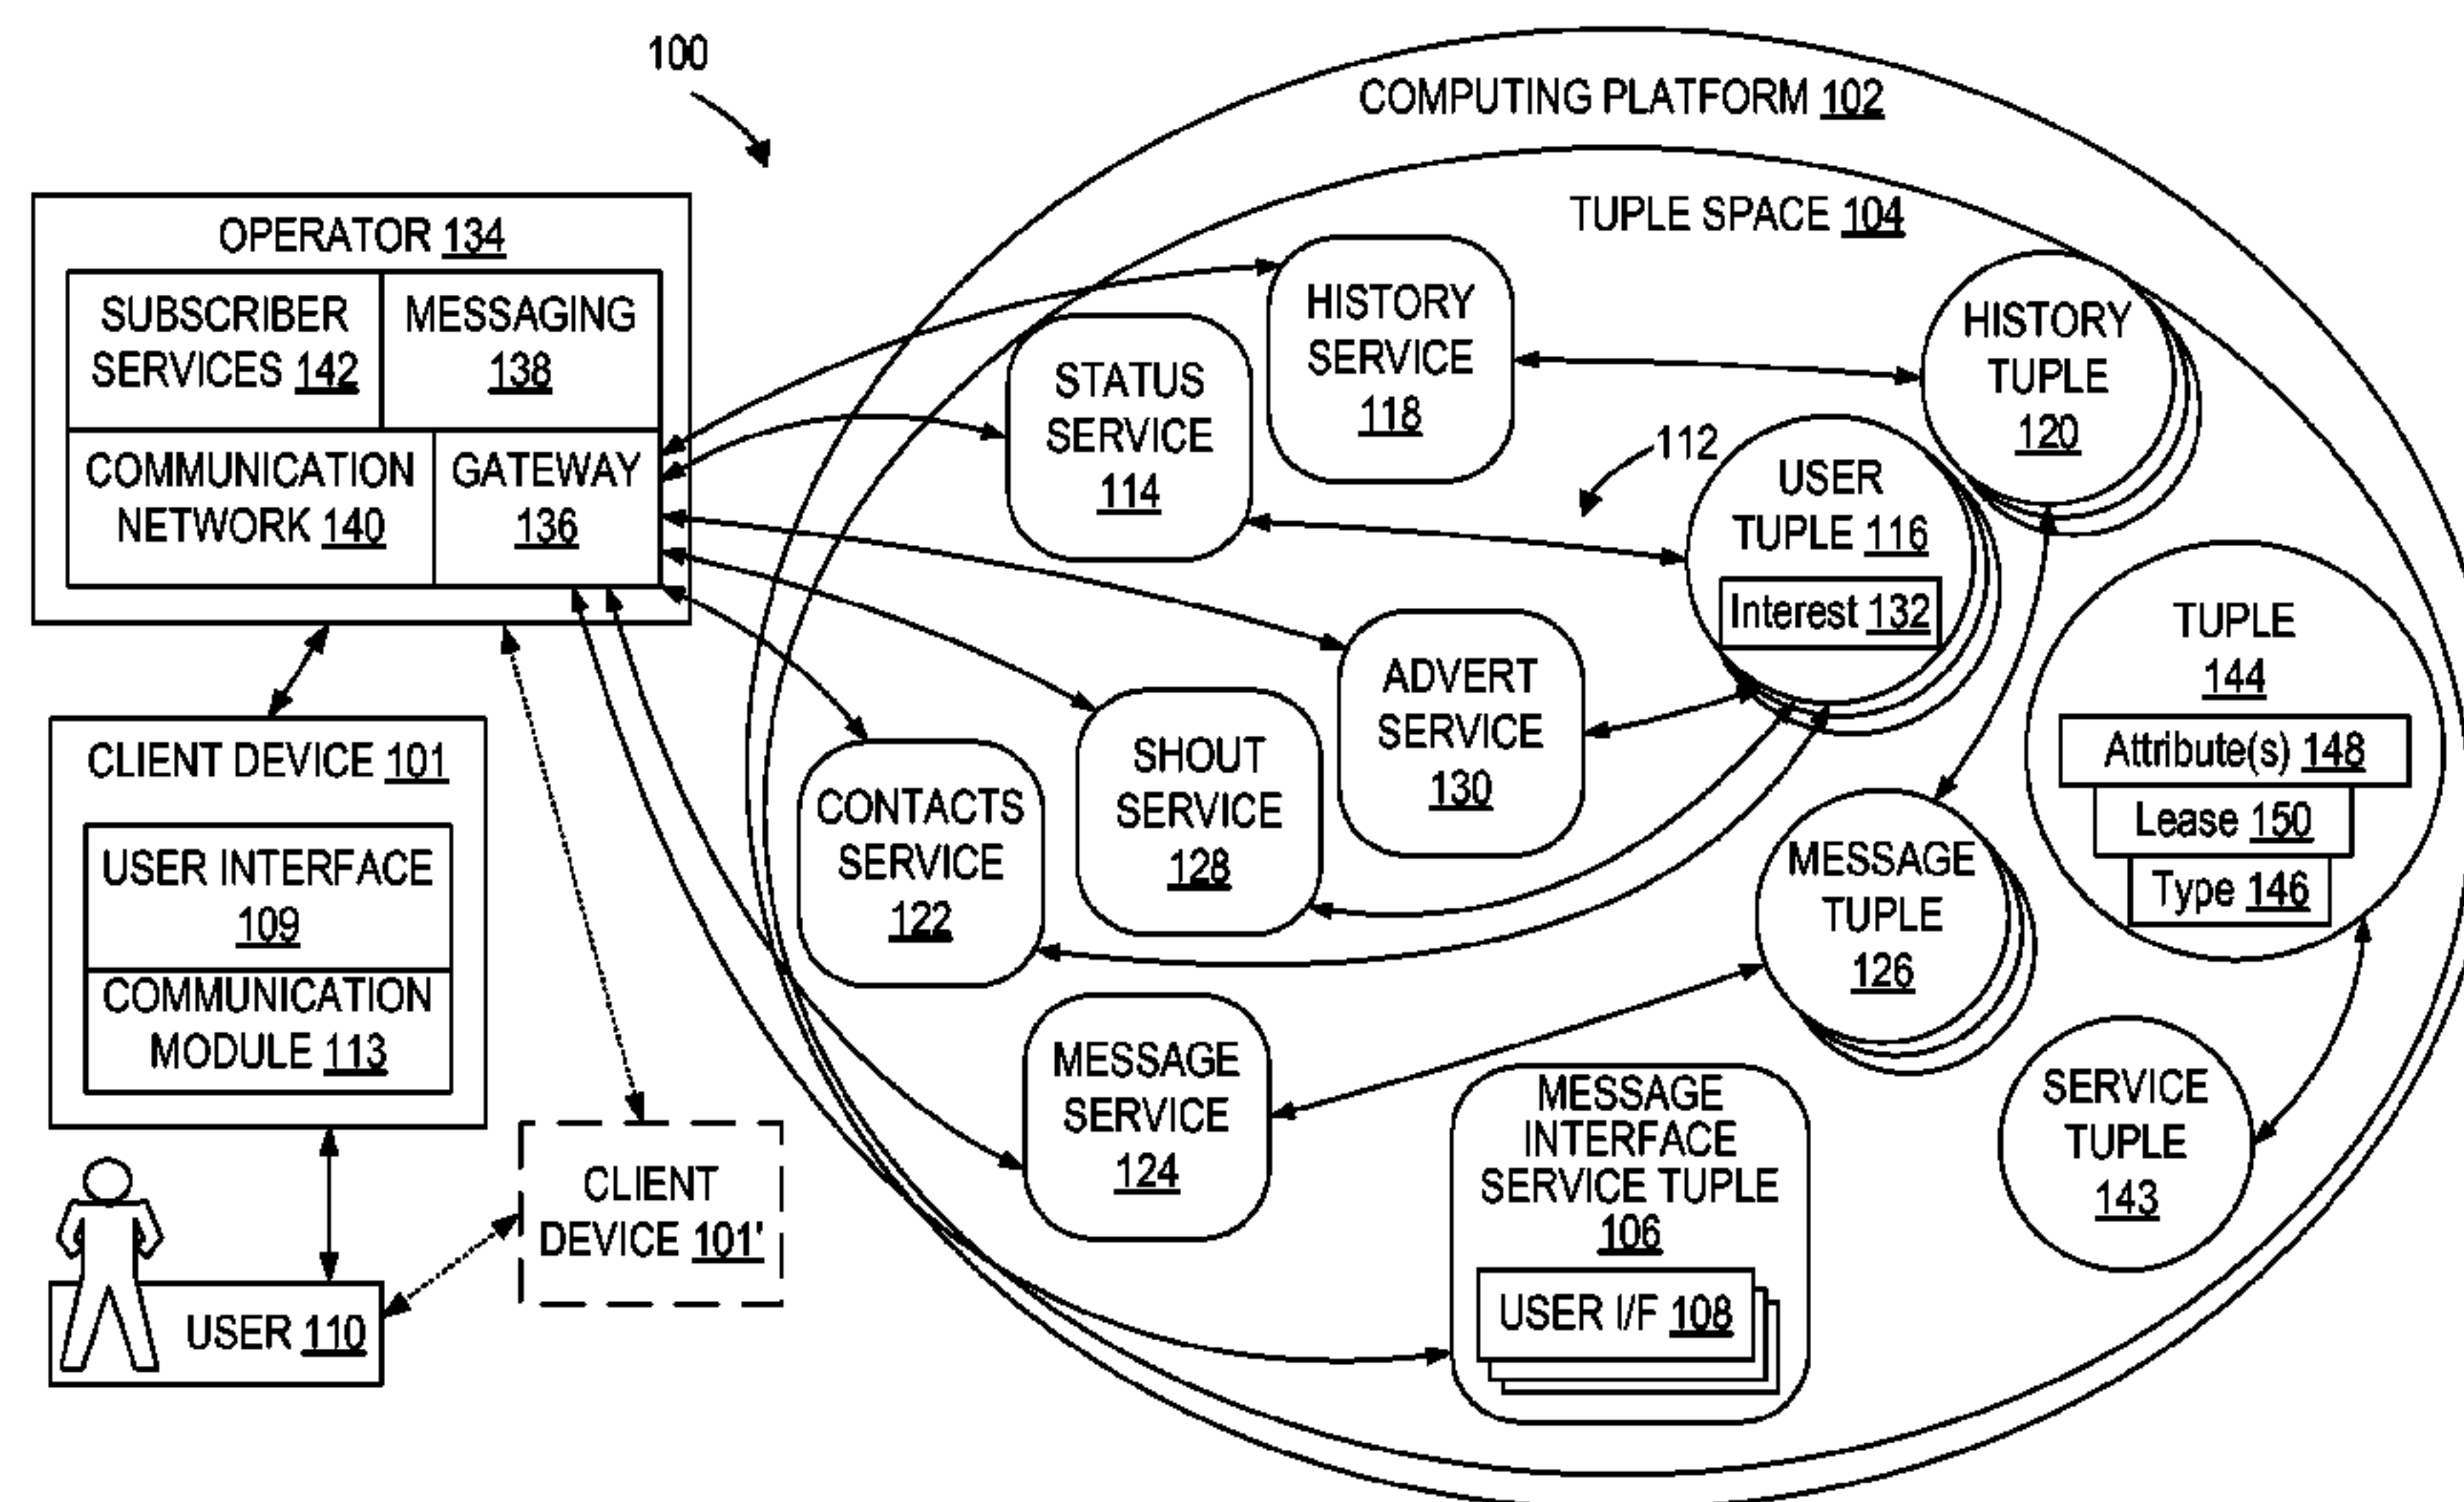 100
COMPUTING PLATFORM 102
TUPLE SPACE 104
OPERATOR 134
SUBSCRIBER
SERVICES 142
MESSAGING
138
COMMUNICATION
NETWORK 140
GATEWAY
136
HISTORY
SERVICE
118
STATUS
SERVICE
114
HISTORY
TUPLE
120
112
USER
TUPLE 116
Interest 132
TUPLE
144
Attribute(s) 148
Lease 150
Type 146
ADVERT
SERVICE
130
SHOUT
SERVICE
128
CONTACTS
SERVICE
122
CLIENT DEVICE 101
USER INTERFACE
109
COMMUNICATION
MODULE 113
MESSAGE
TUPLE
126
MESSAGE
SERVICE
124
MESSAGE
INTERFACE
SERVICE TUPLE
106
USER I/F 108
SERVICE
TUPLE
143
CLIENT
DEVICE 101'
USER 110